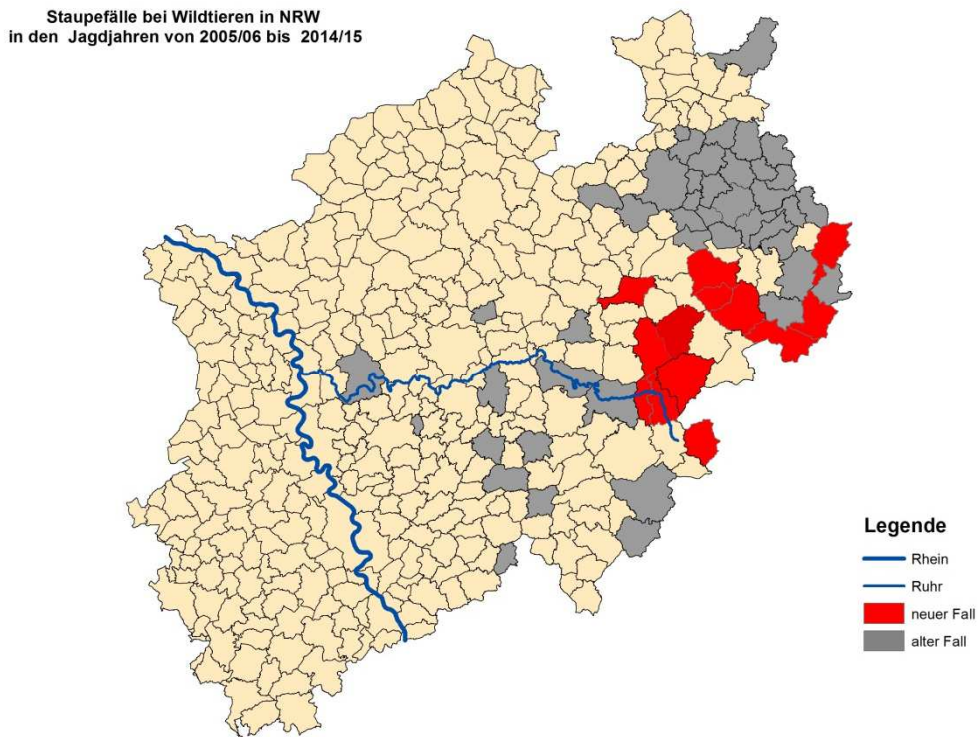 Staupefälle bei Wildtieren in NRW
in den Jagdjahren von 2005/06 bis 2014/15
Legende
Rhein
Ruhr
neuer Fall
alter Fall